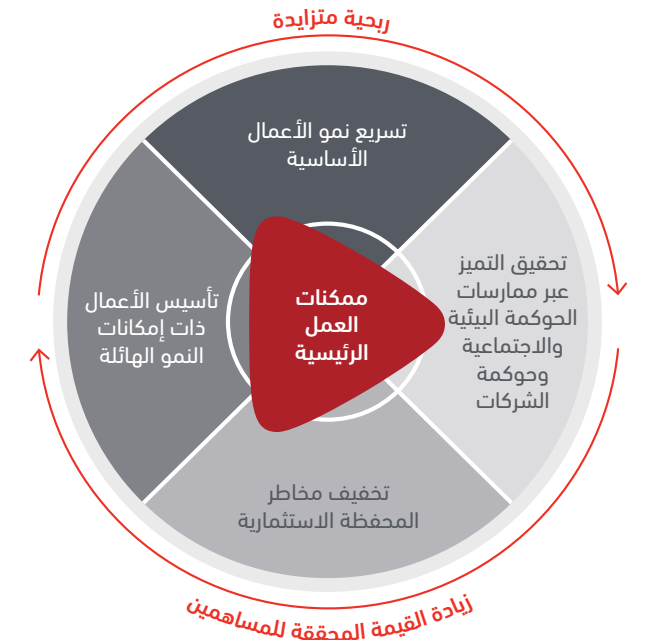 ربحية متزايدة
تسريع نمو الأعمال
الأساسية
تحقيق التميز
عبر ممارسات
الحوكمة البيئية
والاجتماعية
وحوكمة
الشركات
ممكنات
العمل
الرئيسية
تأسيس الأعمال
ذات إمكانات
النمو الهائلة
تخفيف مخاطر
المحفظة الاستثمارية
زيادة القيمة المحققة للمساهمين